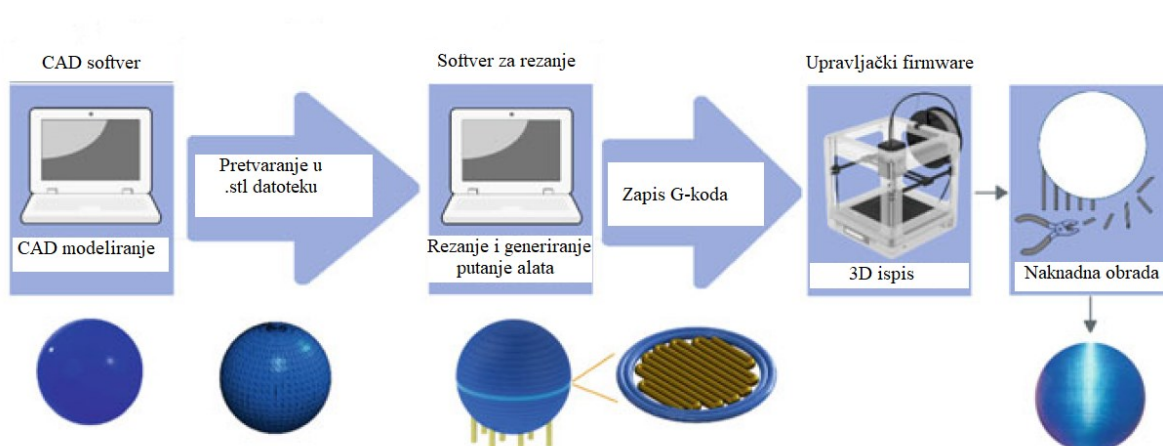 CAD softver
Softver za rezanje
Upravljački firmware
Pretvaranje u
.stl datoteku
Zapis G-koda
CAD modeliranje
Rezanje i generiranje
putanje alata
3D ispis
Naknadna obrada